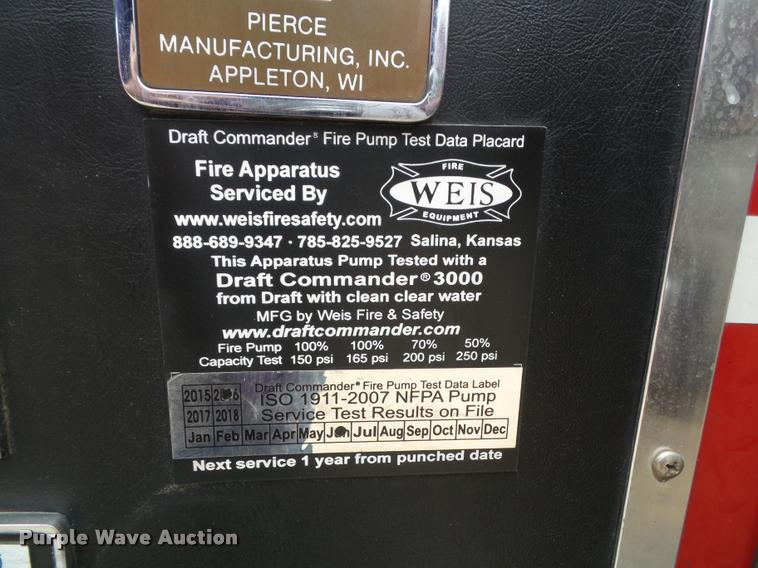 PIERCE
MANUFACTURING, INC.
APPLETON, WI
Draft Commander® Fire Pump Test Data Placard
Fire Apparatus
Serviced By
FIRE
WEIS
EQUIPMENT
www.weisfiresafety.com
888-689-9347 · 785-825-9527 Salina, Kansas
This Apparatus Pump Tested with a
Draft Commander® 3000
from Draft with clean clear water
MFG by Weis Fire & Safety
www.draftcommander.com
Fire Pump 100% 100% 70% 50%
Capacity Test 150 psi 165 psi 200 psi 250 psi
Draft Commander® Fire Pump Test Data Label
2015 2016 ISO 1911-2007 NFPA Pump
2017 2018 Service Test Results on File
Jan Feb Mar Apr May Jun Jul Aug Sep Oct Nov Dec
Next service 1 year from punched date
Purple Wave Auction